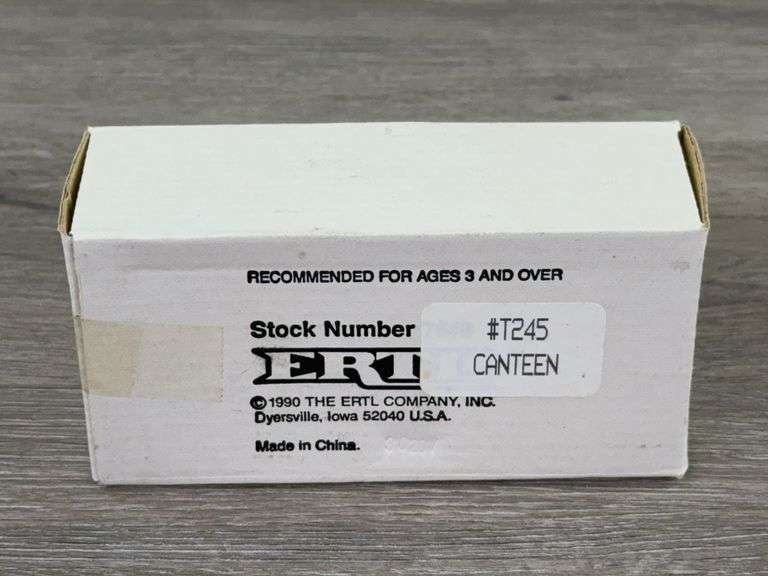 RECOMMENDED FOR AGES 3 AND OVER
Stock Number
#T245
CANTEEN
ERTL
© 1990 THE ERTL COMPANY, INC.
Dyersville, Iowa 52040 U.S.A.
Made in China.